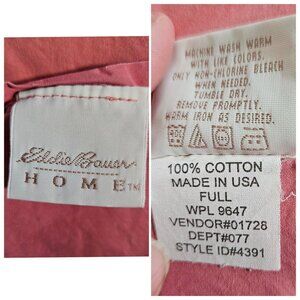 Eddie Bauer
HOME™
MACHINE WASH WARM
WITH LIKE COLORS.
ONLY NON-CHLORINE BLEACH
WHEN NEEDED.
TUMBLE DRY.
REMOVE PROMPTLY.
WARM IRON AS DESIRED.
100% COTTON
MADE IN USA
FULL
WPL 9647
VENDOR#01728
DEPT#077
STYLE ID#4391